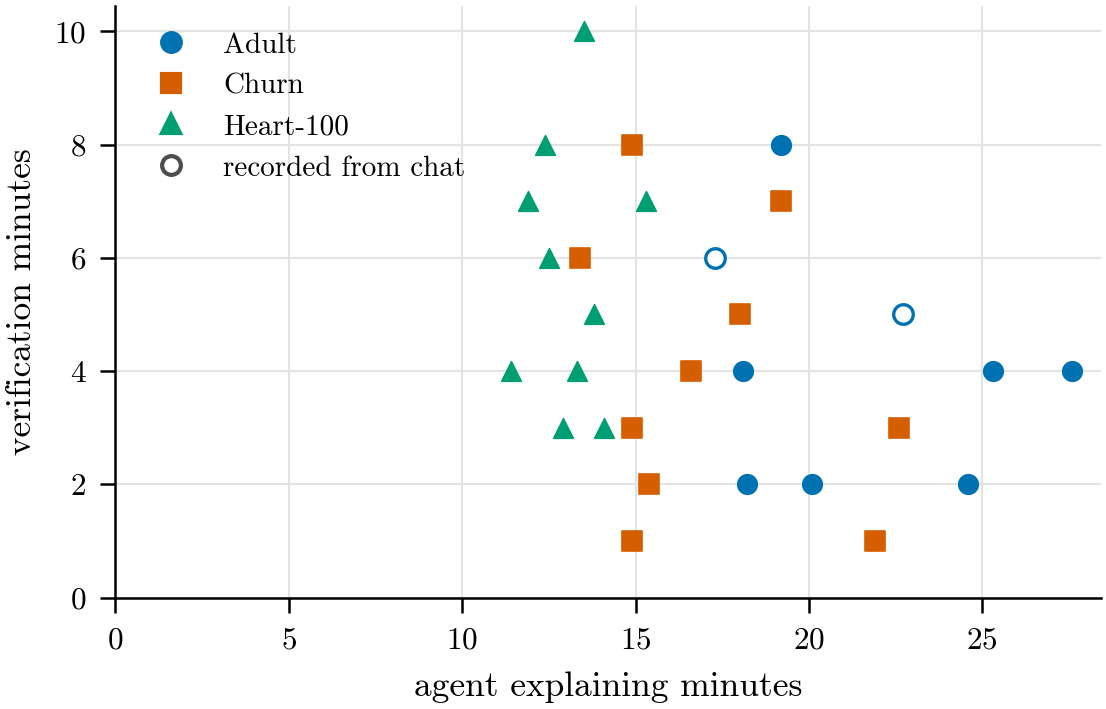 10
8
6
4
2
0
verification minutes
Adult
Churn
Heart-100
recorded from chat
0 5 10 15 20 25
agent explaining minutes